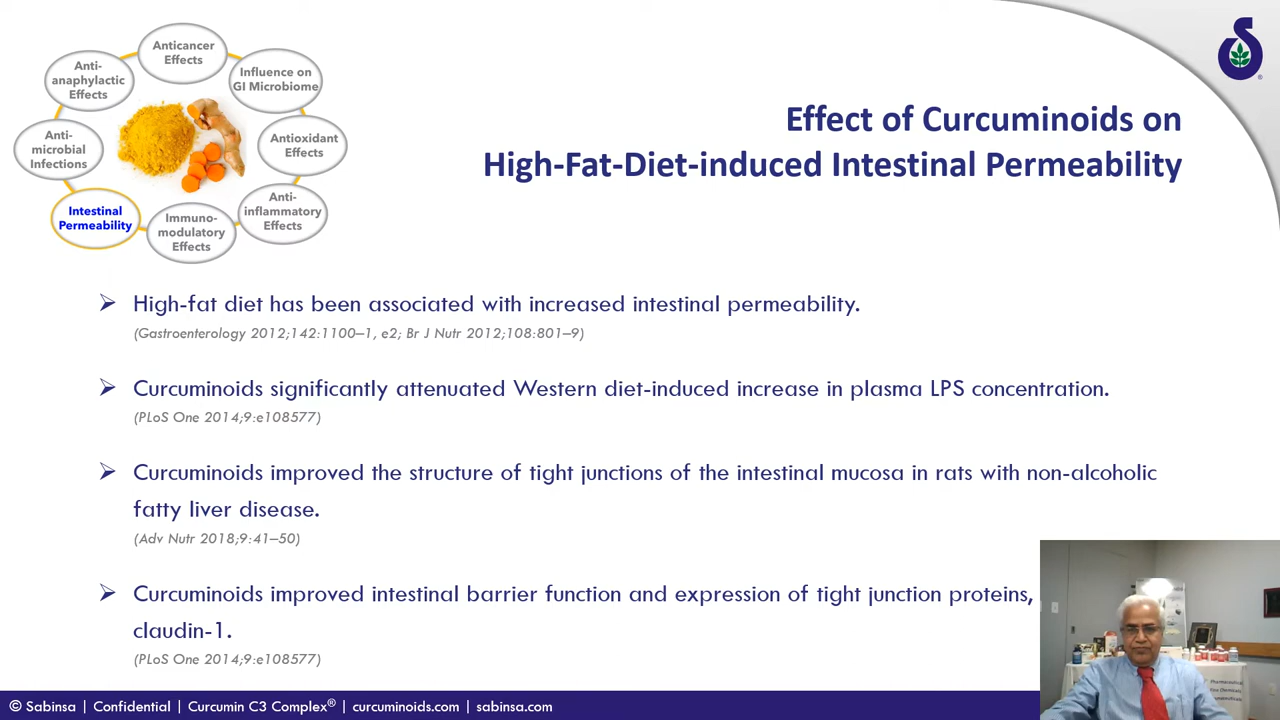 Anticancer
Effects
Anti-
anaphylactic
Effects
Influence on
GI Microbiome
Anti-
microbial
Infections
Antioxidant
Effects
Intestinal
Permeability
Immuno-
modulatory
Effects
Anti-
inflammatory
Effects
®
Effect of Curcuminoids on
High-Fat-Diet-induced Intestinal Permeability
➢ High-fat diet has been associated with increased intestinal permeability.
(Gastroenterology 2012;142:1100–1, e2; Br J Nutr 2012;108:801–9)
➢ Curcuminoids significantly attenuated Western diet-induced increase in plasma LPS concentration.
(PLoS One 2014;9:e108577)
➢ Curcuminoids improved the structure of tight junctions of the intestinal mucosa in rats with non-alcoholic
fatty liver disease.
(Adv Nutr 2018;9:41–50)
➢ Curcuminoids improved intestinal barrier function and expression of tight junction proteins,
claudin-1.
(PLoS One 2014;9:e108577)
Pharmaceutical
Fine Chemicals
© Sabinsa | Confidential | Curcumin C3 Complex® | curcuminoids.com | sabinsa.com